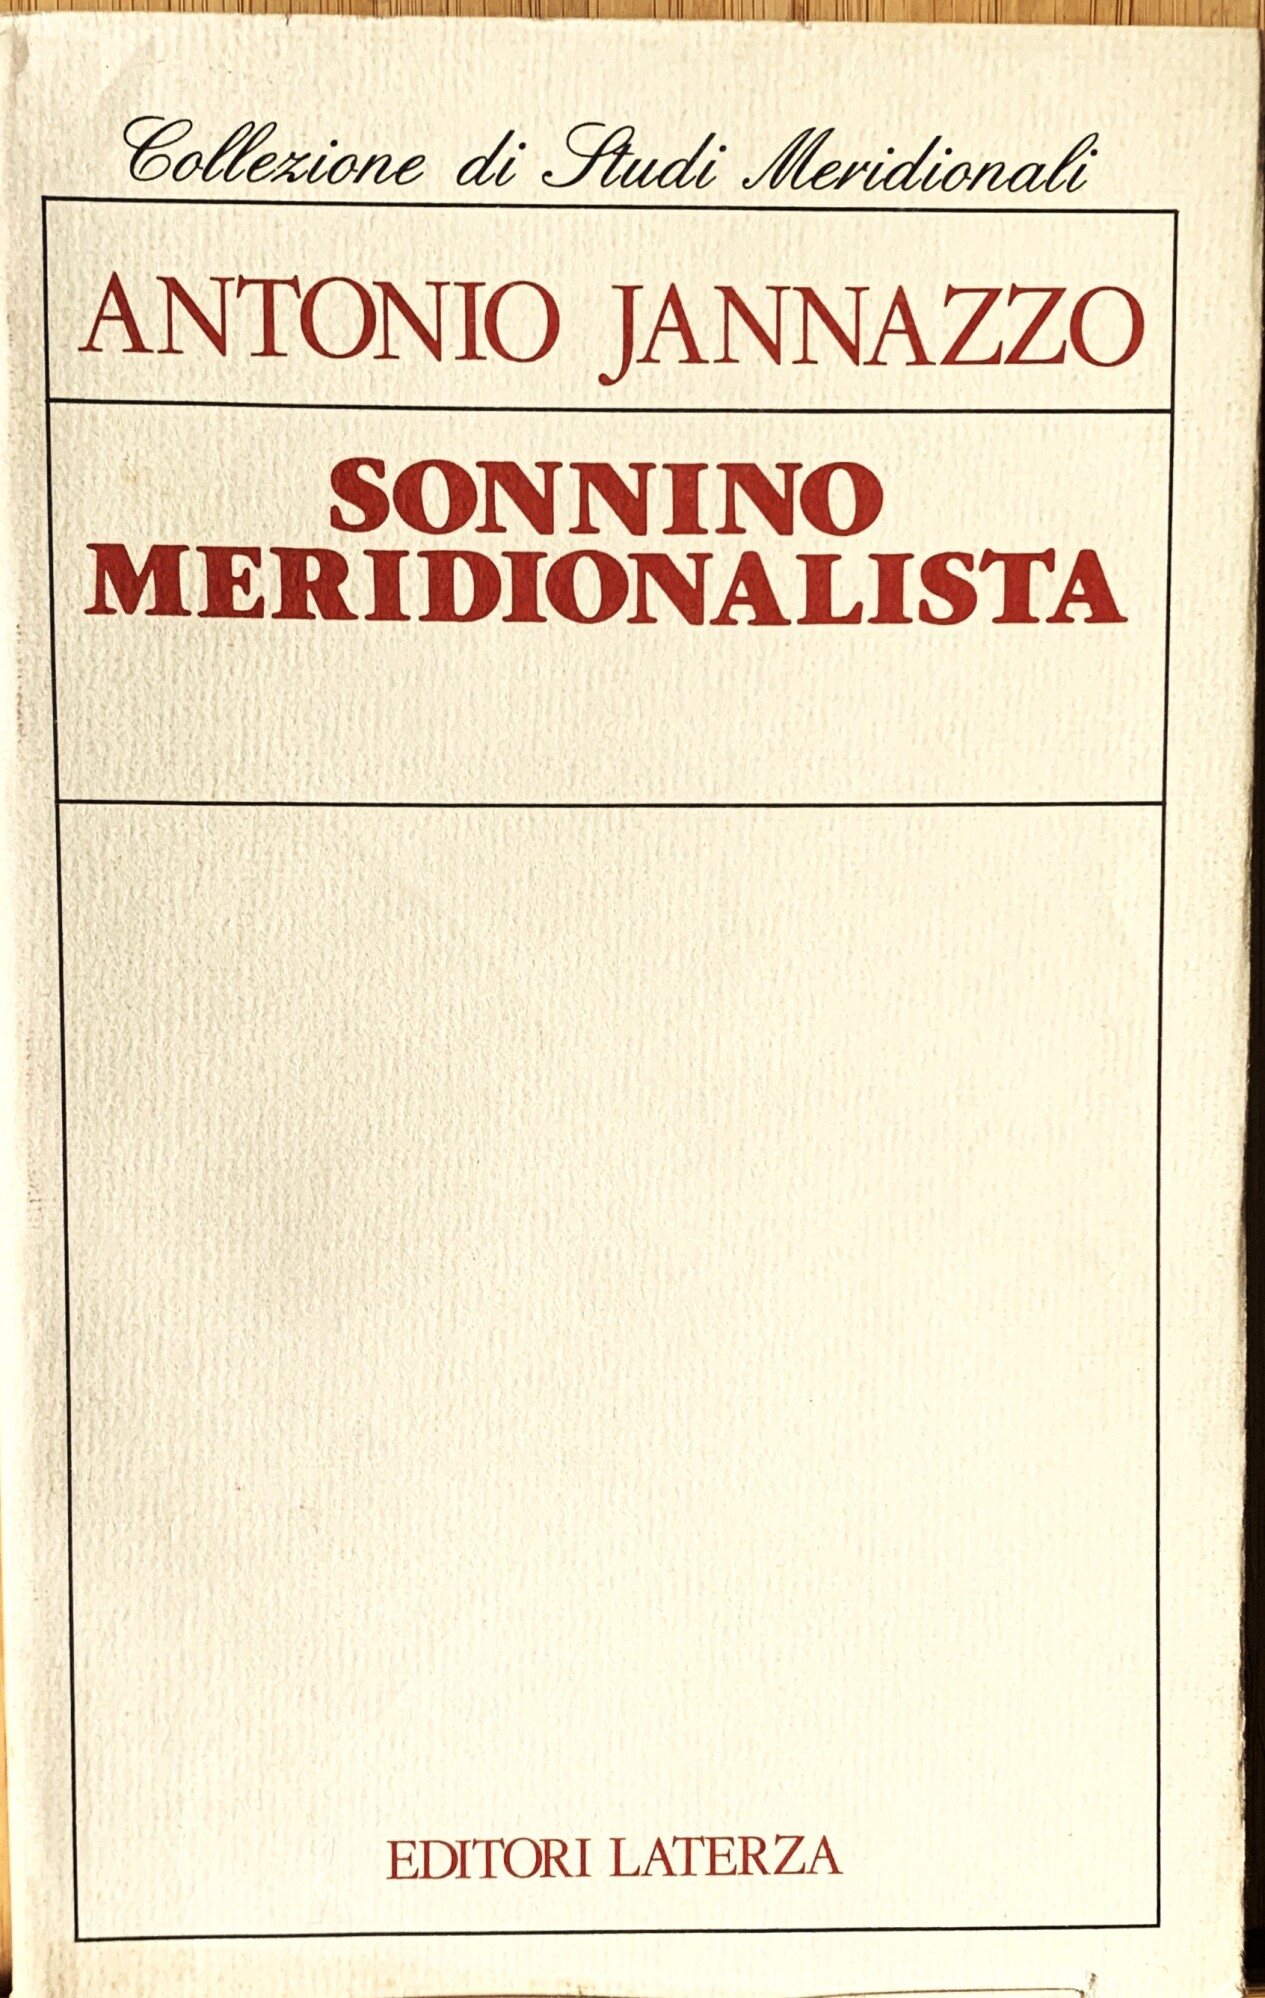 Collezione di Studi Meridionali
ANTONIO JANNAZZO
SONNINO
MERIDIONALISTA
EDITORI LATERZA